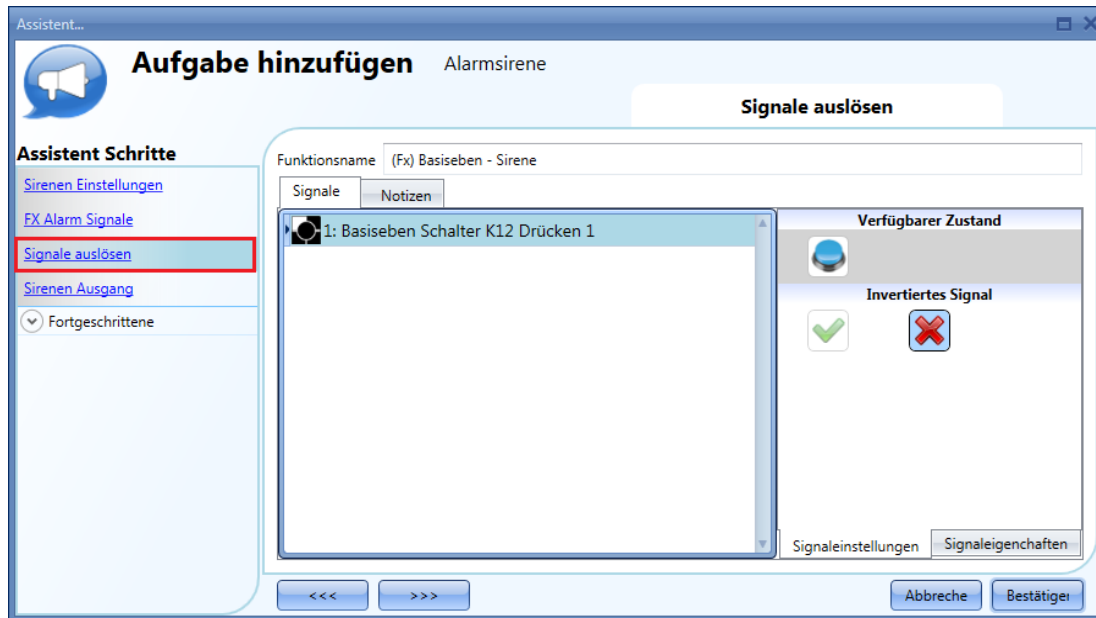 Assistent...
Aufgabe hinzufügen Alarmsirene
Signale auslösen
Assistent Schritte
Sirenen Einstellungen
FX Alarm Signale
Signale auslösen
Sirenen Ausgang
Fortgeschrittene
Funktionsname (Fx) Basiseben - Sirene
Signale Notizen
1: Basiseben Schalter K12 Drücken 1
Verfügbarer Zustand
Invertiertes Signal
Signaleinstellungen Signaleigenchaften
<<< >>> Abbreche Bestätiger